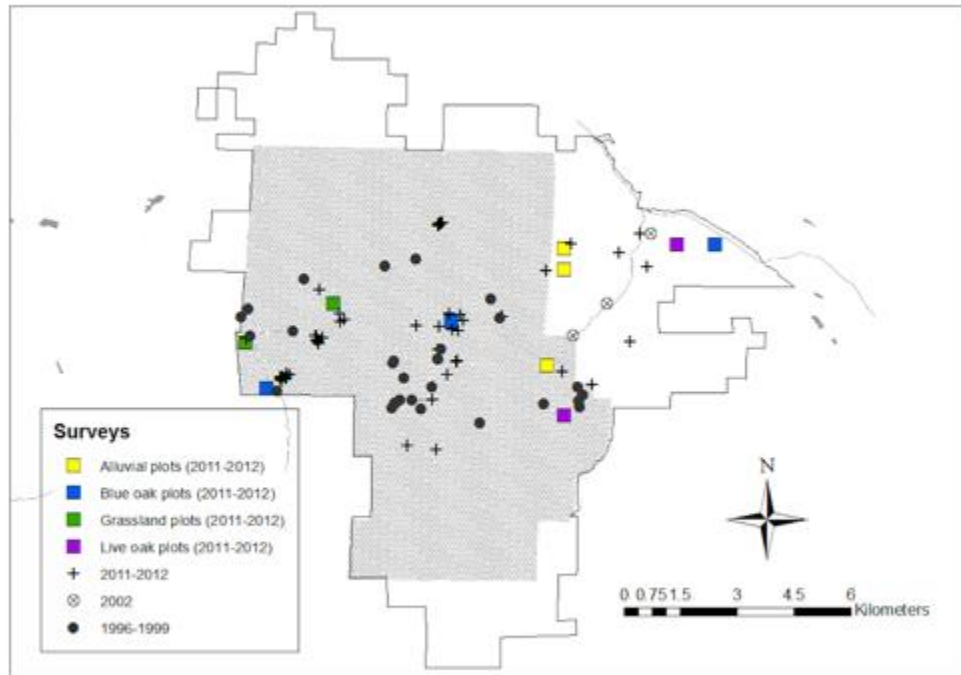 Surveys
Alluvial plots (2011-2012)
Blue oak plots (2011-2012)
Grassland plots (2011-2012)
Live oak plots (2011-2012)
2011-2012
2002
1996-1999
N
0 0.75 1.5 3 4.5 6
Kilometers